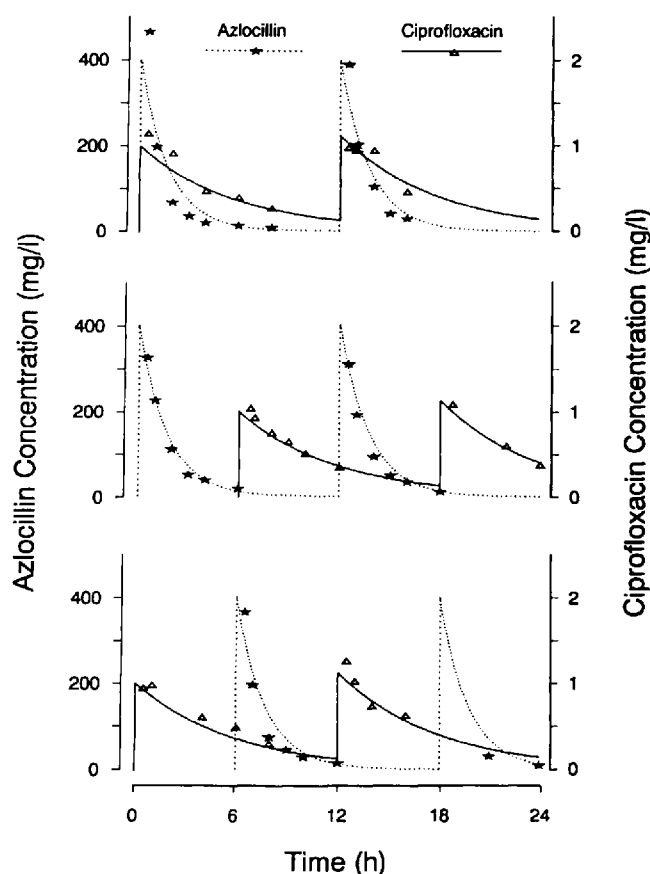 Azlocillin Ciprofloxacin
400 2
200 1
0 0
400 2
200 1
0 0
400 2
200 1
0 0
0 6 12 18 24
Time (h)
Azlocillin Concentration (mg/l)
Ciprofloxacin Concentration (mg/l)